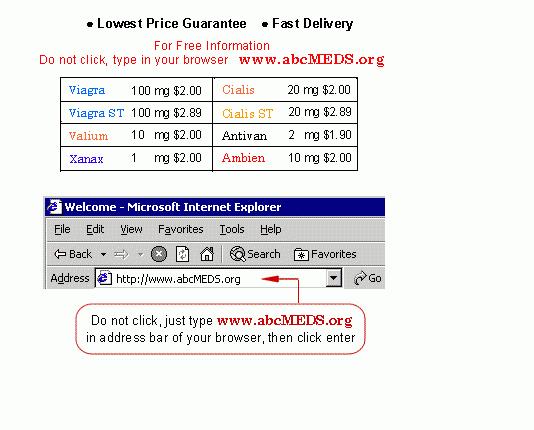 ● Lowest Price Guarantee ● Fast Delivery
For Free Information
Do not click, type in your browser www.abcMEDS.org
Viagra 100 mg $2.00 Cialis 20 mg $2.00
Viagra ST 100 mg $2.89 Cialis ST 20 mg $2.89
Valium 10 mg $2.00 Antivan 2 mg $1.90
Xanax 1 mg $2.00 Ambien 10 mg $2.00
Welcome - Microsoft Internet Explorer
File Edit View Favorites Tools Help
Back Search Favorites
Address http://www.abcMEDS.org Go
Do not click, just type www.abcMEDS.org
in address bar of your browser, then click enter